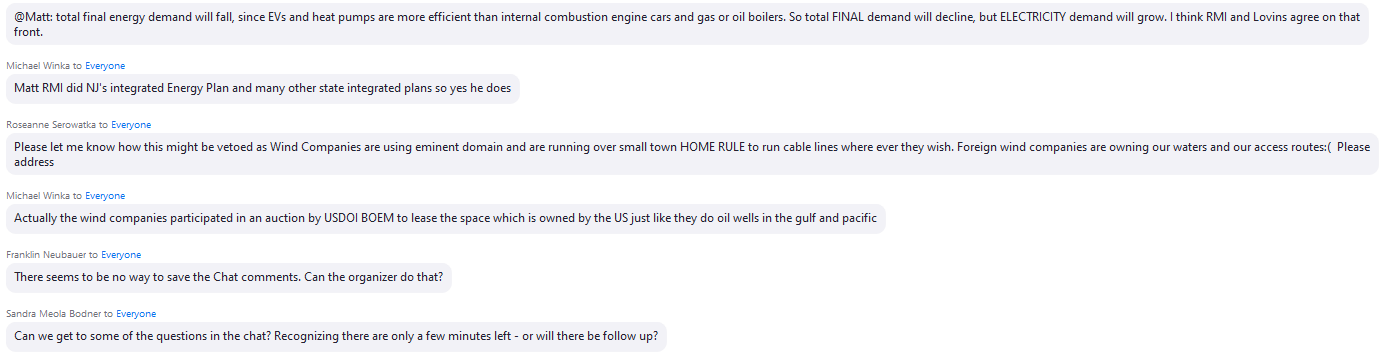 @Matt: total final energy demand will fall, since EVs and heat pumps are more efficient than internal combustion engine cars and gas or oil boilers. So total FINAL demand will decline, but ELECTRICITY demand will grow. I think RMI and Lovins agree on that
front.
Michael Winka to Everyone
Matt RMI did NJ's integrated Energy Plan and many other state integrated plans so yes he does
Roseanne Serowatka to Everyone
Please let me know how this might be vetoed as Wind Companies are using eminent domain and are running over small town HOME RULE to run cable lines where ever they wish. Foreign wind companies are owning our waters and our access routes:( Please
address
Michael Winka to Everyone
Actually the wind companies participated in an auction by USDOI BOEM to lease the space which is owned by the US just like they do oil wells in the gulf and pacific
Franklin Neubauer to Everyone
There seems to be no way to save the Chat comments. Can the organizer do that?
Sandra Meola Bodner to Everyone
Can we get to some of the questions in the chat? Recognizing there are only a few minutes left - or will there be follow up?